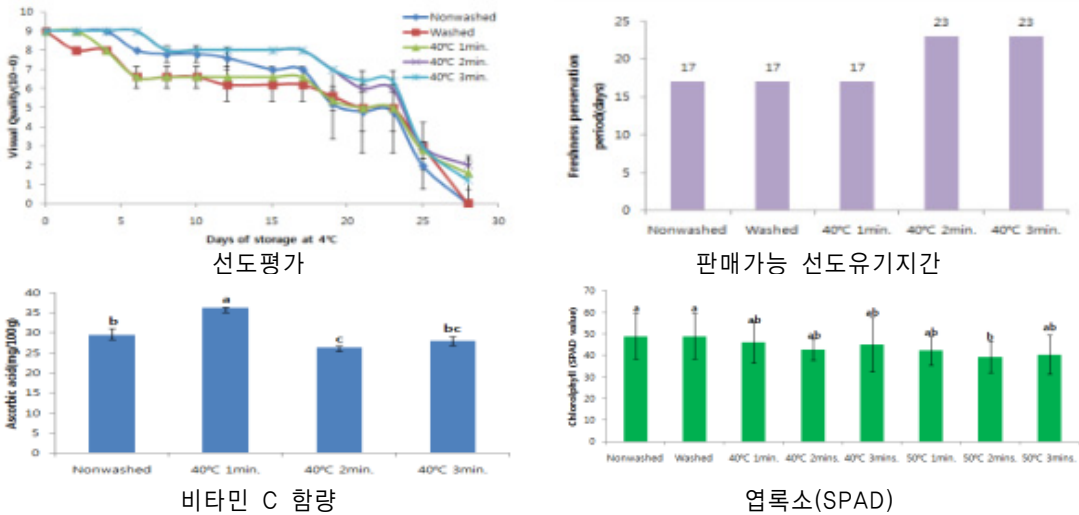 Visual Quality(10-0)
10
9
8
7
6
5
4
3
2
1
0
0 5 10 15 20 25 30
Days of storage at 4℃
Nonwashed
Washed
40℃ 1min.
40℃ 2min.
40℃ 3min.
선도평가
Freshness perservation
period(days)
25
20
15
10
5
0
17 17 17 23 23
Nonwashed Washed 40℃ 1min. 40℃ 2min. 40℃ 3min.
판매가능 선도유기지간
Ascorbic acid(mg/100g)
40
35
30
25
20
15
10
5
0
b a c bc
Nonwashed 40℃ 1min. 40℃ 2min. 40℃ 3min.
비타민 C 함량
Chlorolphyll (SPAD value)
70
60
50
40
30
20
10
0
a a ab ab ab ab b ab
Nonwashed Washed 40℃ 1min. 40℃ 2mins. 40℃ 3mins. 50℃ 1min. 50℃ 2mins. 50℃ 3mins.
엽록소(SPAD)